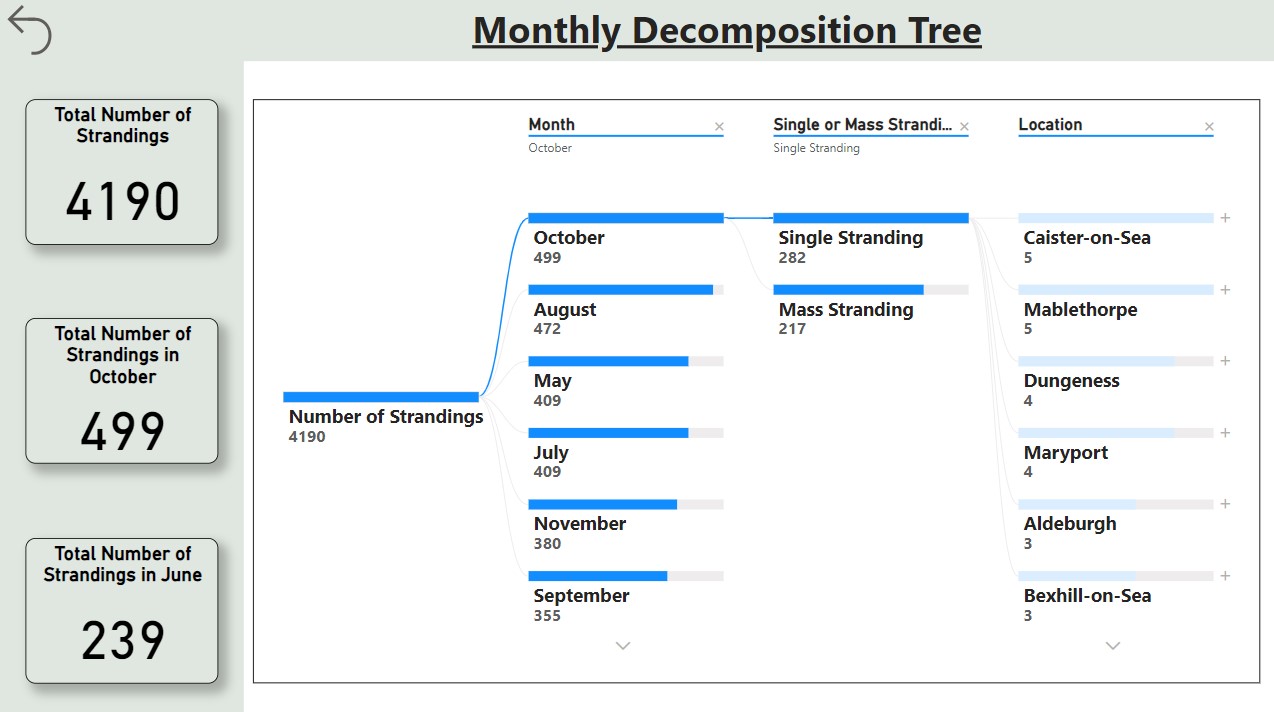 Monthly Decomposition Tree
Total Number of
Strandings
4190
Total Number of
Strandings in
October
499
Total Number of
Strandings in June
239
Month
October
Single or Mass Strandi...
Single Stranding
Location
Number of Strandings
4190
October
499
August
472
May
409
July
409
November
380
September
355
Single Stranding
282
Mass Stranding
217
Caister-on-Sea
5
Mablethorpe
5
Dungeness
4
Maryport
4
Aldeburgh
3
Bexhill-on-Sea
3